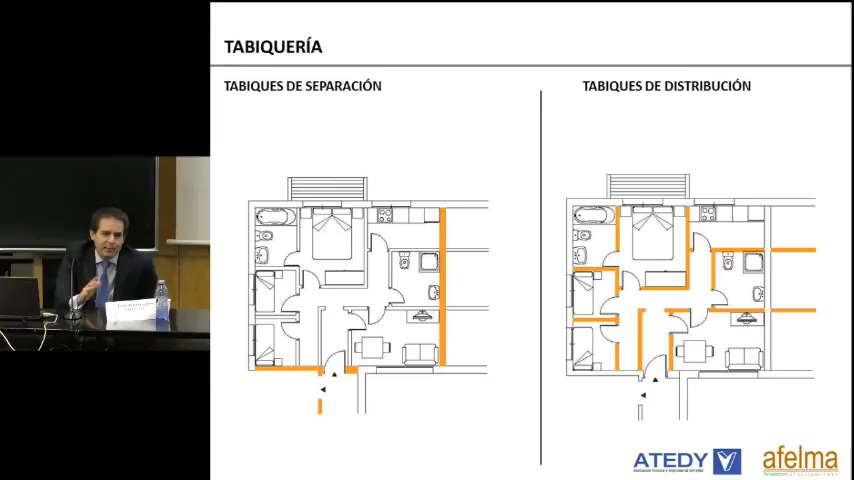 TABIQUERÍA
TABIQUES DE SEPARACIÓN
TABIQUES DE DISTRIBUCIÓN
ATEDY
afelma